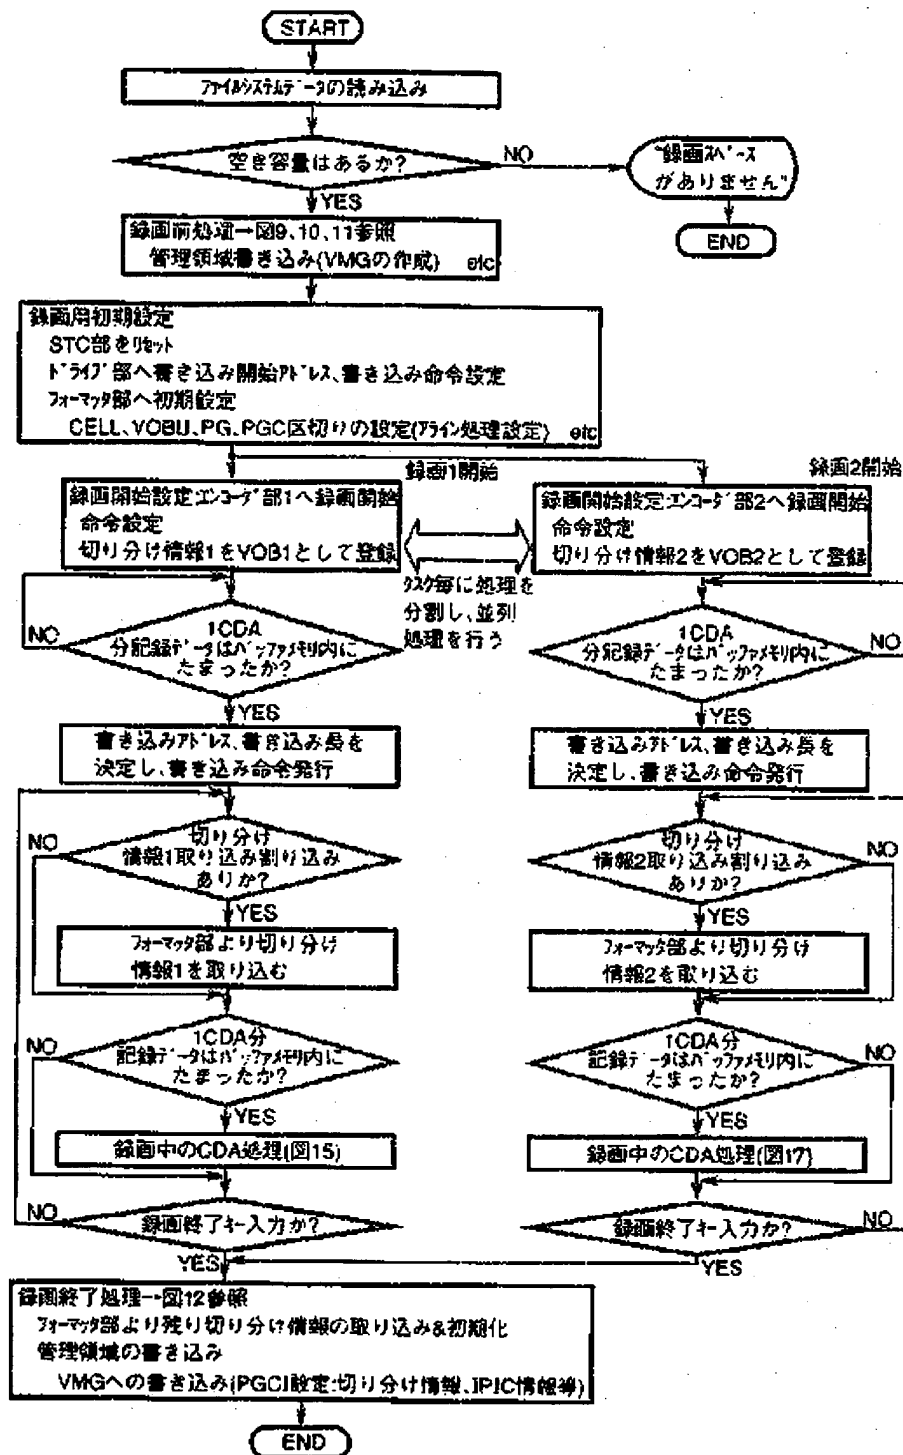 START
ファイルシステムデータの読み込み
空き容量はあるか?
NO
"録画スペース
がありません"
END
YES
録画前処理→図9、10、11参照
管理領域書き込み(VMGの作成) etc
録画用初期設定
STC部をリセット
ドライブ部へ書き込み開始アドレス、書き込み命令設定
フォーマッタ部へ初期設定
CELL、VOBU、PG、PGC区切りの設定(アライン処理設定) etc
録画1開始
録画2開始
録画開始設定:エンコーダ部1へ録画開始
命令設定
切り分け情報1をVOB1として登録
録画開始設定:エンコーダ部2へ録画開始
命令設定
切り分け情報2をVOB2として登録
タスク毎に処理を
分割し、並列
処理を行う
1CDA
分記録データはバッファメモリ内に
たまったか?
NO
YES
1CDA
分記録データはバッファメモリ内に
たまったか?
NO
YES
書き込みアドレス、書き込み長を
決定し、書き込み命令発行
書き込みアドレス、書き込み長を
決定し、書き込み命令発行
NO
切り分け
情報1取り込み割り込み
ありか?
YES
切り分け
情報2取り込み割り込み
ありか?
NO
YES
フォーマッタ部より切り分け
情報1を取り込む
フォーマッタ部より切り分け
情報2を取り込む
NO
1CDA分
記録データはバッファメモリ内に
たまったか?
YES
1CDA分
記録データはバッファメモリ内に
たまったか?
NO
YES
録画中のCDA処理(図15)
録画中のCDA処理(図17)
NO
録画終了キー入力か?
YES
録画終了キー入力か?
NO
YES
録画終了処理→図12参照
フォーマッタ部より残り切り分け情報の取り込み&初期化
管理領域の書き込み
VMGへの書き込み(PGCI設定:切り分け情報、IPIC情報等)
END